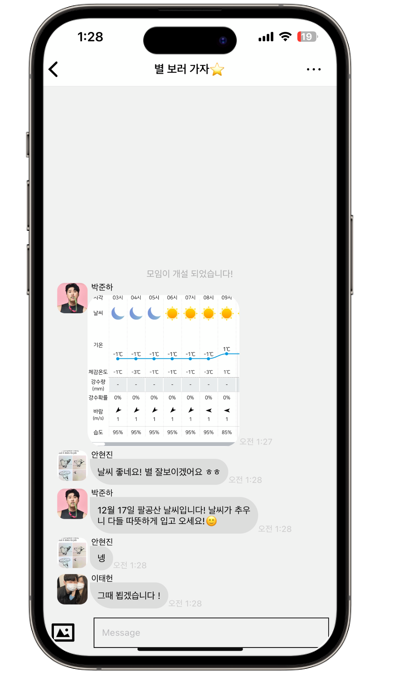 1:28
19
별 보러 가자⭐
모임이 개설 되었습니다!
박준하
시각 03시 04시 05시 06시 07시 08시 09시
날씨
1℃
기온 -1℃ -1℃ -1℃ -1℃ -1℃ -1℃
체감온도 -1℃ -3℃ -1℃ -1℃ -1℃ -3℃ 1℃
강수량
(mm) - - - - - - -
강수확률 0% 0% 0% 0% 0% 0% 0%
바람
(m/s) 1 1 1 1 1 1 1
습도 95% 95% 95% 95% 95% 95% 85%
오전 1:27
안현진
날씨 좋네요! 별 잘보이겠어요 ㅎㅎ
오전 1:28
박준하
12월 17일 팔공산 날씨입니다! 날씨가 추우
니 다들 따뜻하게 입고 오세요!😄
오전 1:28
안현진
넹
오전 1:28
이태헌
그때 뵙겠습니다 !
오전 1:28
Message